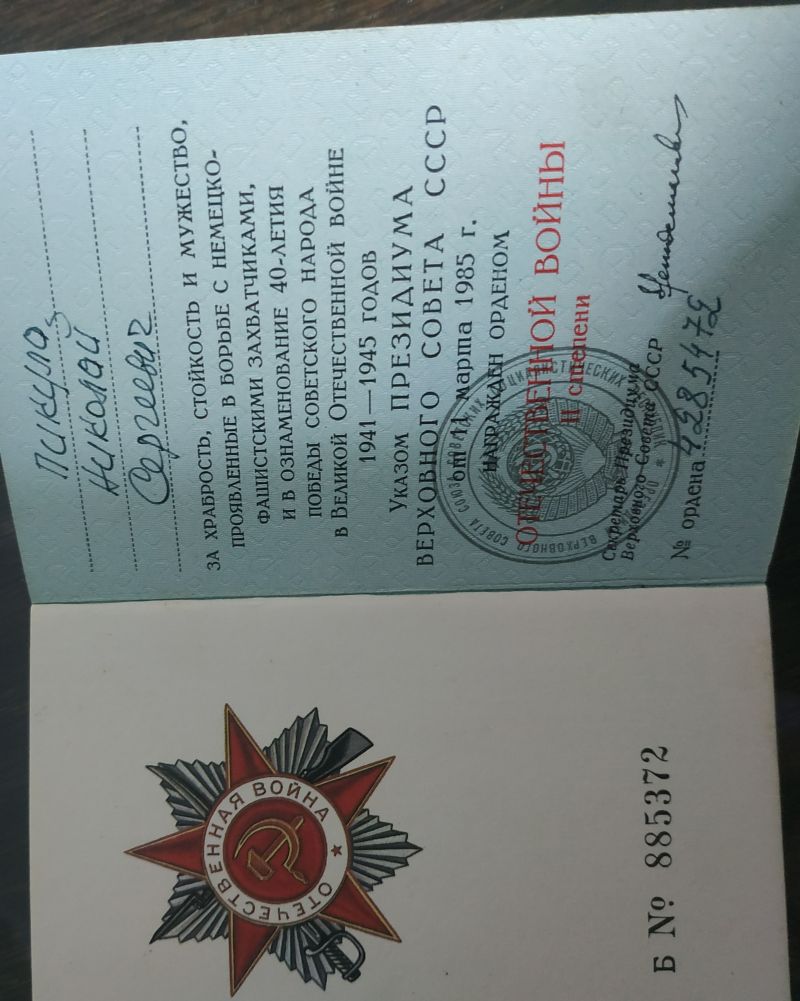 ОТЕЧЕСТВЕННАЯ ВОЙНА
Б № 885372
Пикула
Николай
Сергеевич
ЗА ХРАБРОСТЬ, СТОЙКОСТЬ И МУЖЕСТВО,
ПРОЯВЛЕННЫЕ В БОРЬБЕ С НЕМЕЦКО-
ФАШИСТСКИМИ ЗАХВАТЧИКАМИ,
И В ОЗНАМЕНОВАНИЕ 40-ЛЕТИЯ
ПОБЕДЫ СОВЕТСКОГО НАРОДА
В ВЕЛИКОЙ ОТЕЧЕСТВЕННОЙ ВОЙНЕ
1941—1945 ГОДОВ
УКАЗОМ ПРЕЗИДИУМА
ВЕРХОВНОГО СОВЕТА СССР
от 11 марта 1985 г.
НАГРАЖДЕН ОРДЕНОМ
ОТЕЧЕСТВЕННОЙ ВОЙНЫ
II степени
Секретарь Президиума
Верховного Совета СССР
№ ордена 4285472